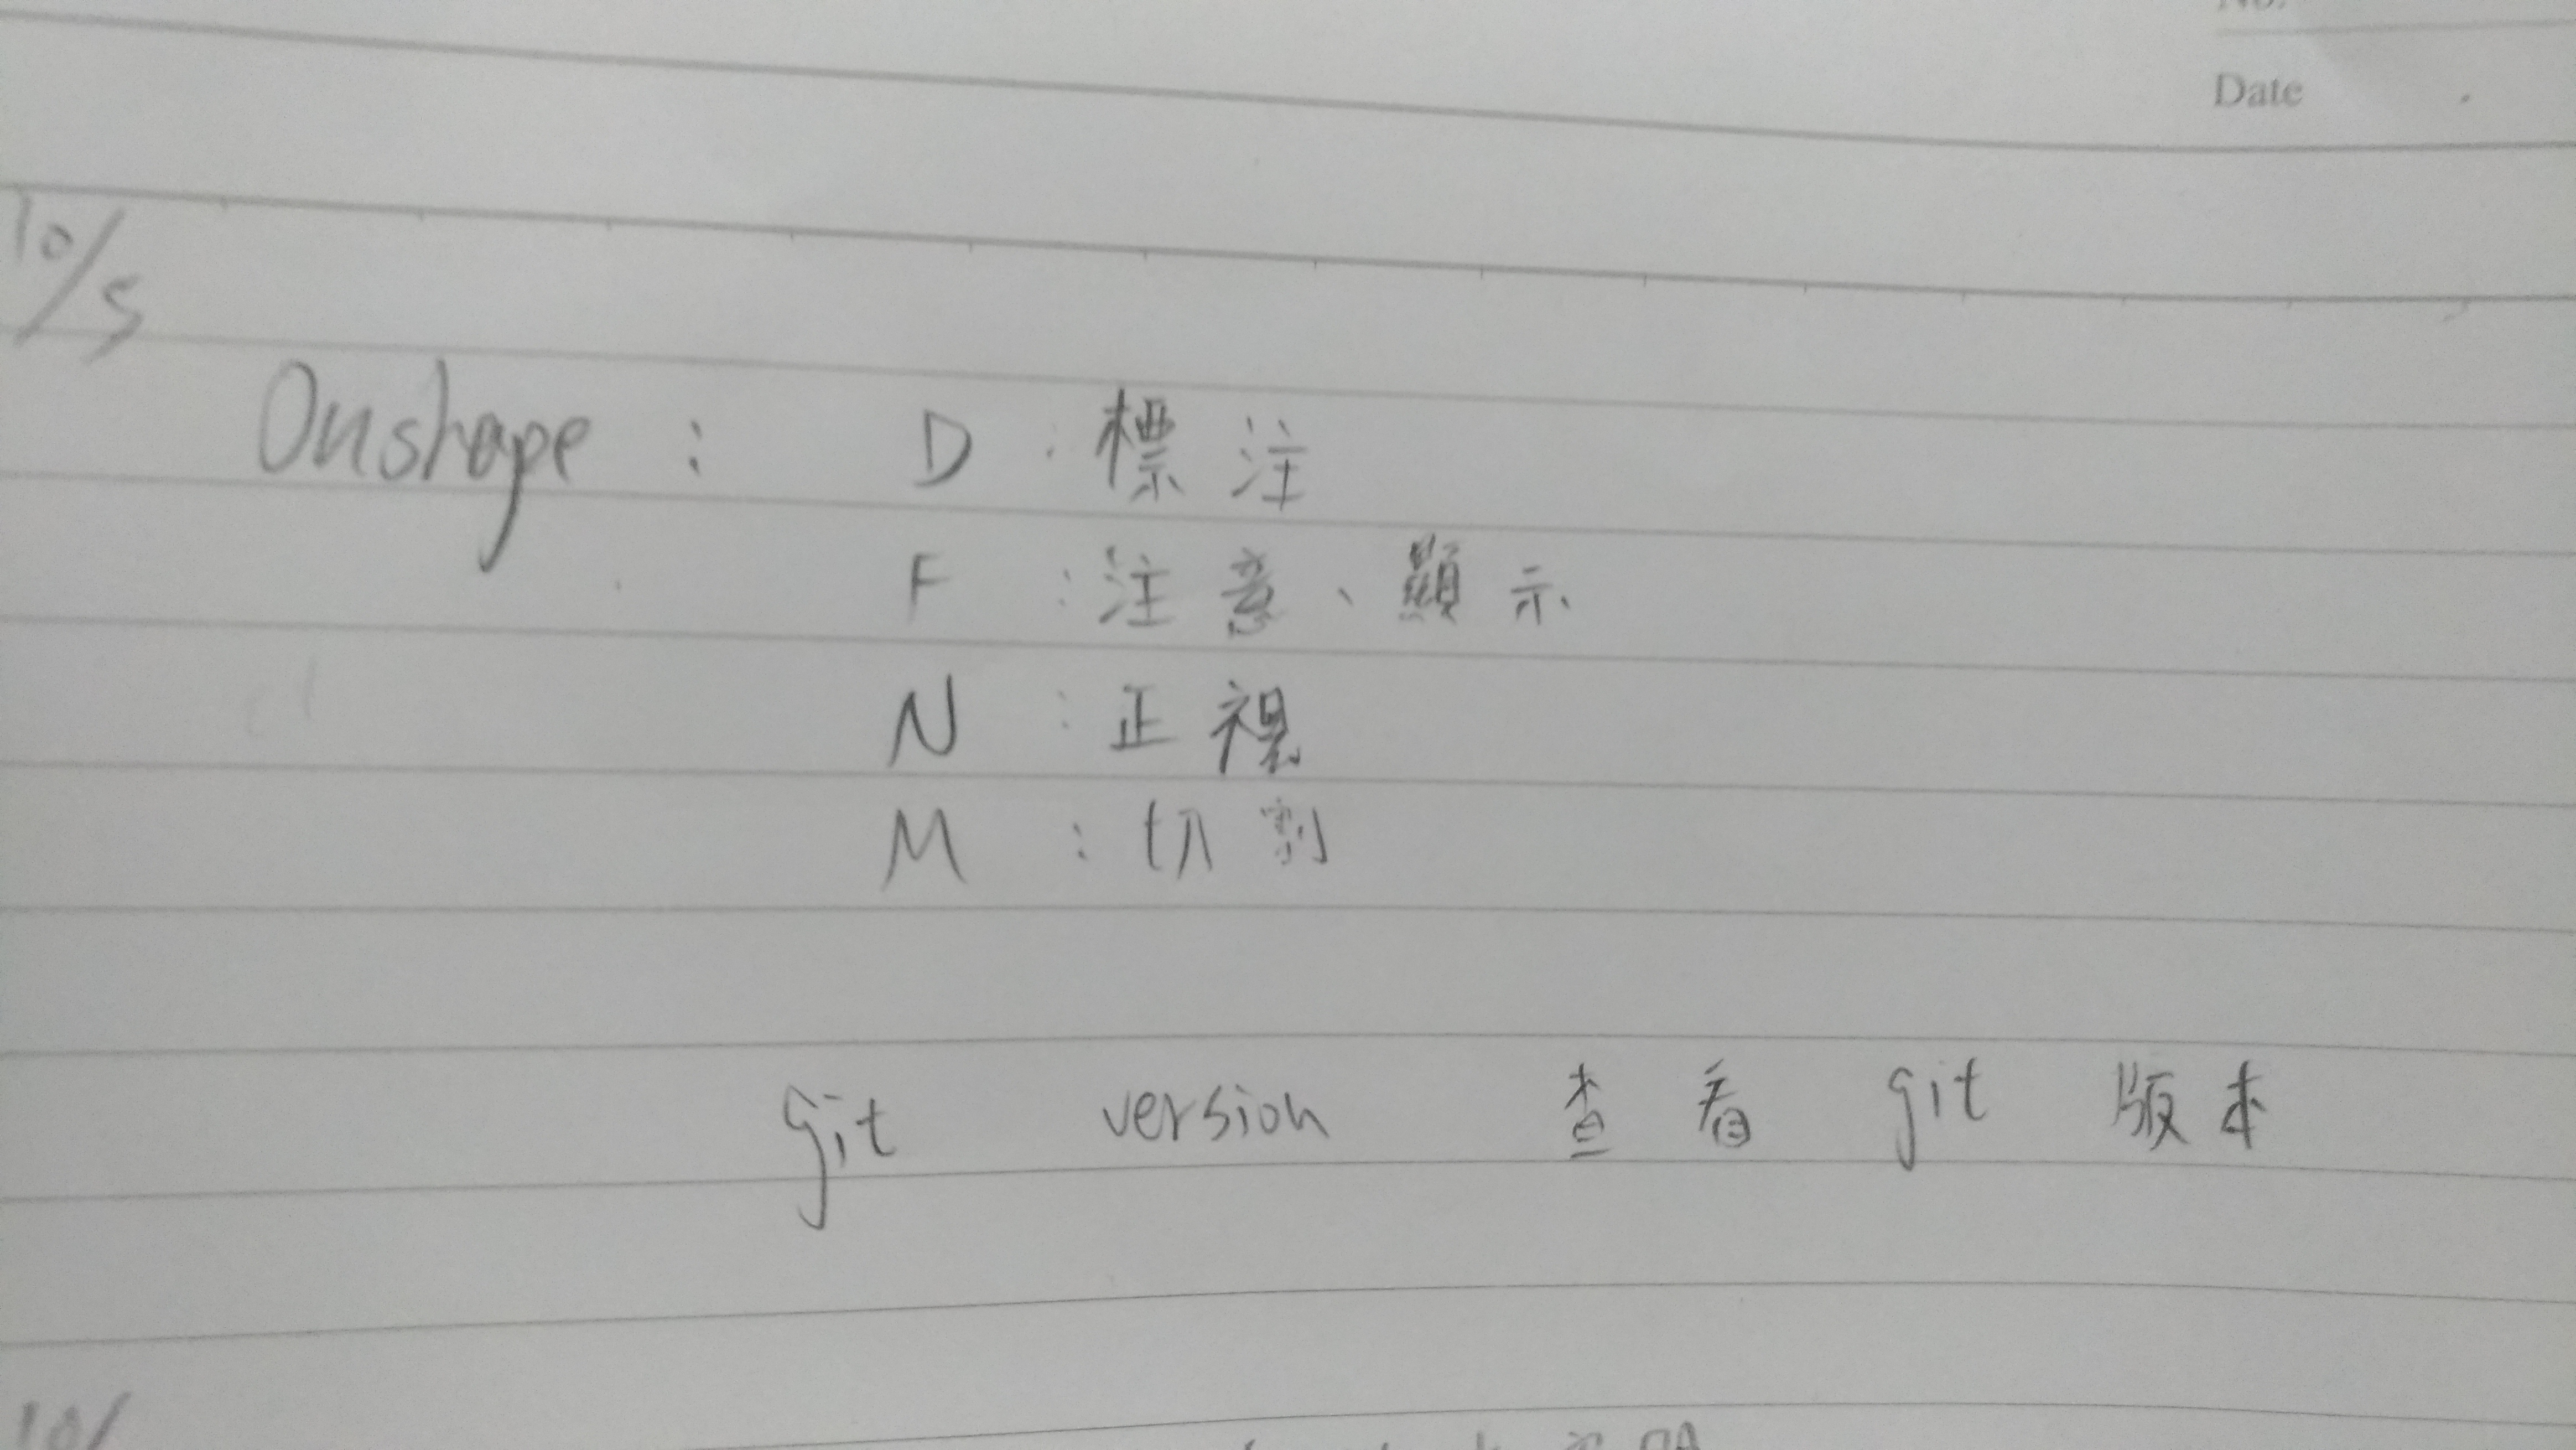 Date
10/5
Onshape : D : 標注
F : 注意、顯示
N : 正視
M : 切割
git version 查看 git 版本
10/